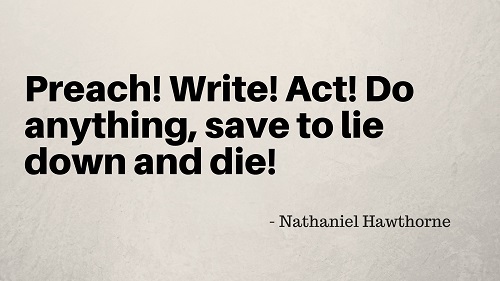 Preach! Write! Act! Do
anything, save to lie
down and die!
- Nathaniel Hawthorne